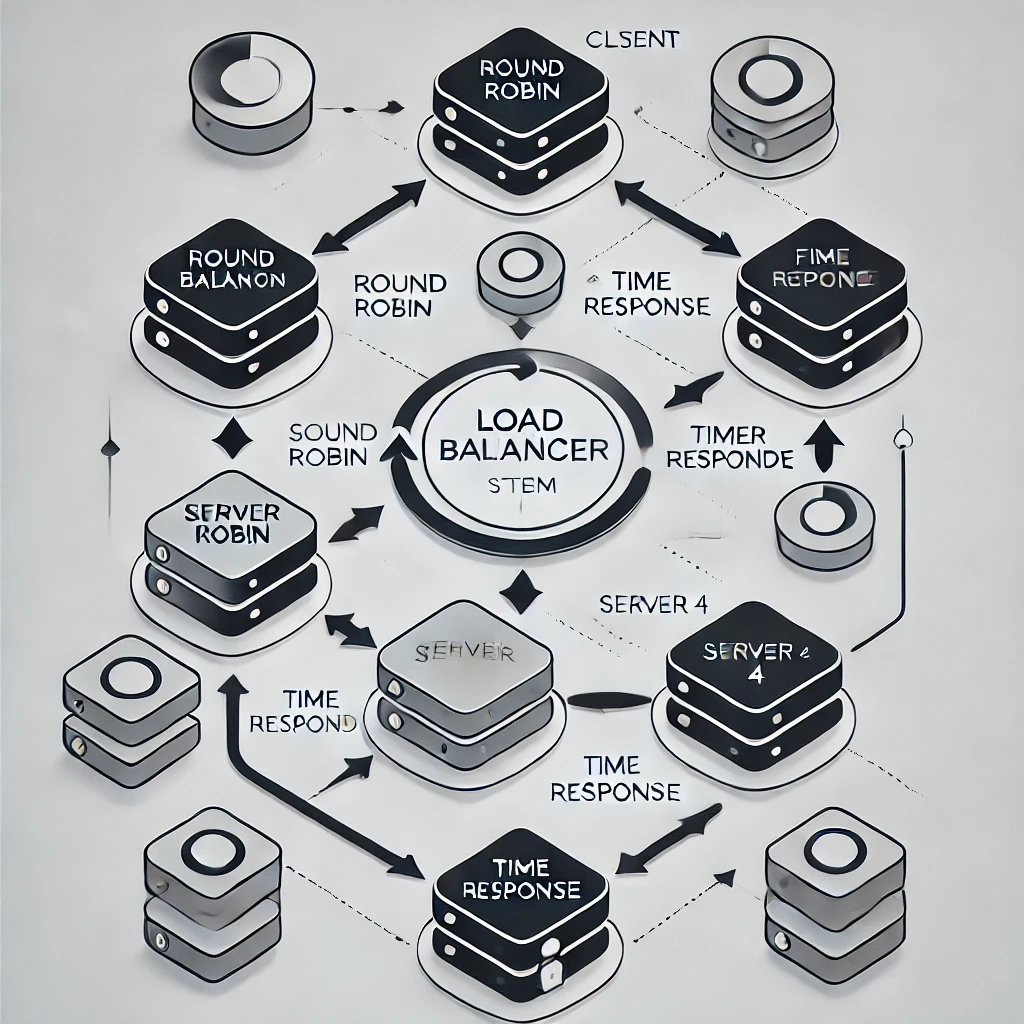 CLSENT
ROUND
ROBIN
ROUND
BALANON
ROUND
ROBIN
TIME
RESPONSE
FIME
REPONE
SOUND
ROBIN
LOAD
BALANCER
STEM
TIMER
RESPONDE
SERVER
ROBIN
SERVER 4
SERVER
SERVER
4
TIME
RESPOND
TIME
RESPONSE
TIME
RESPONSE